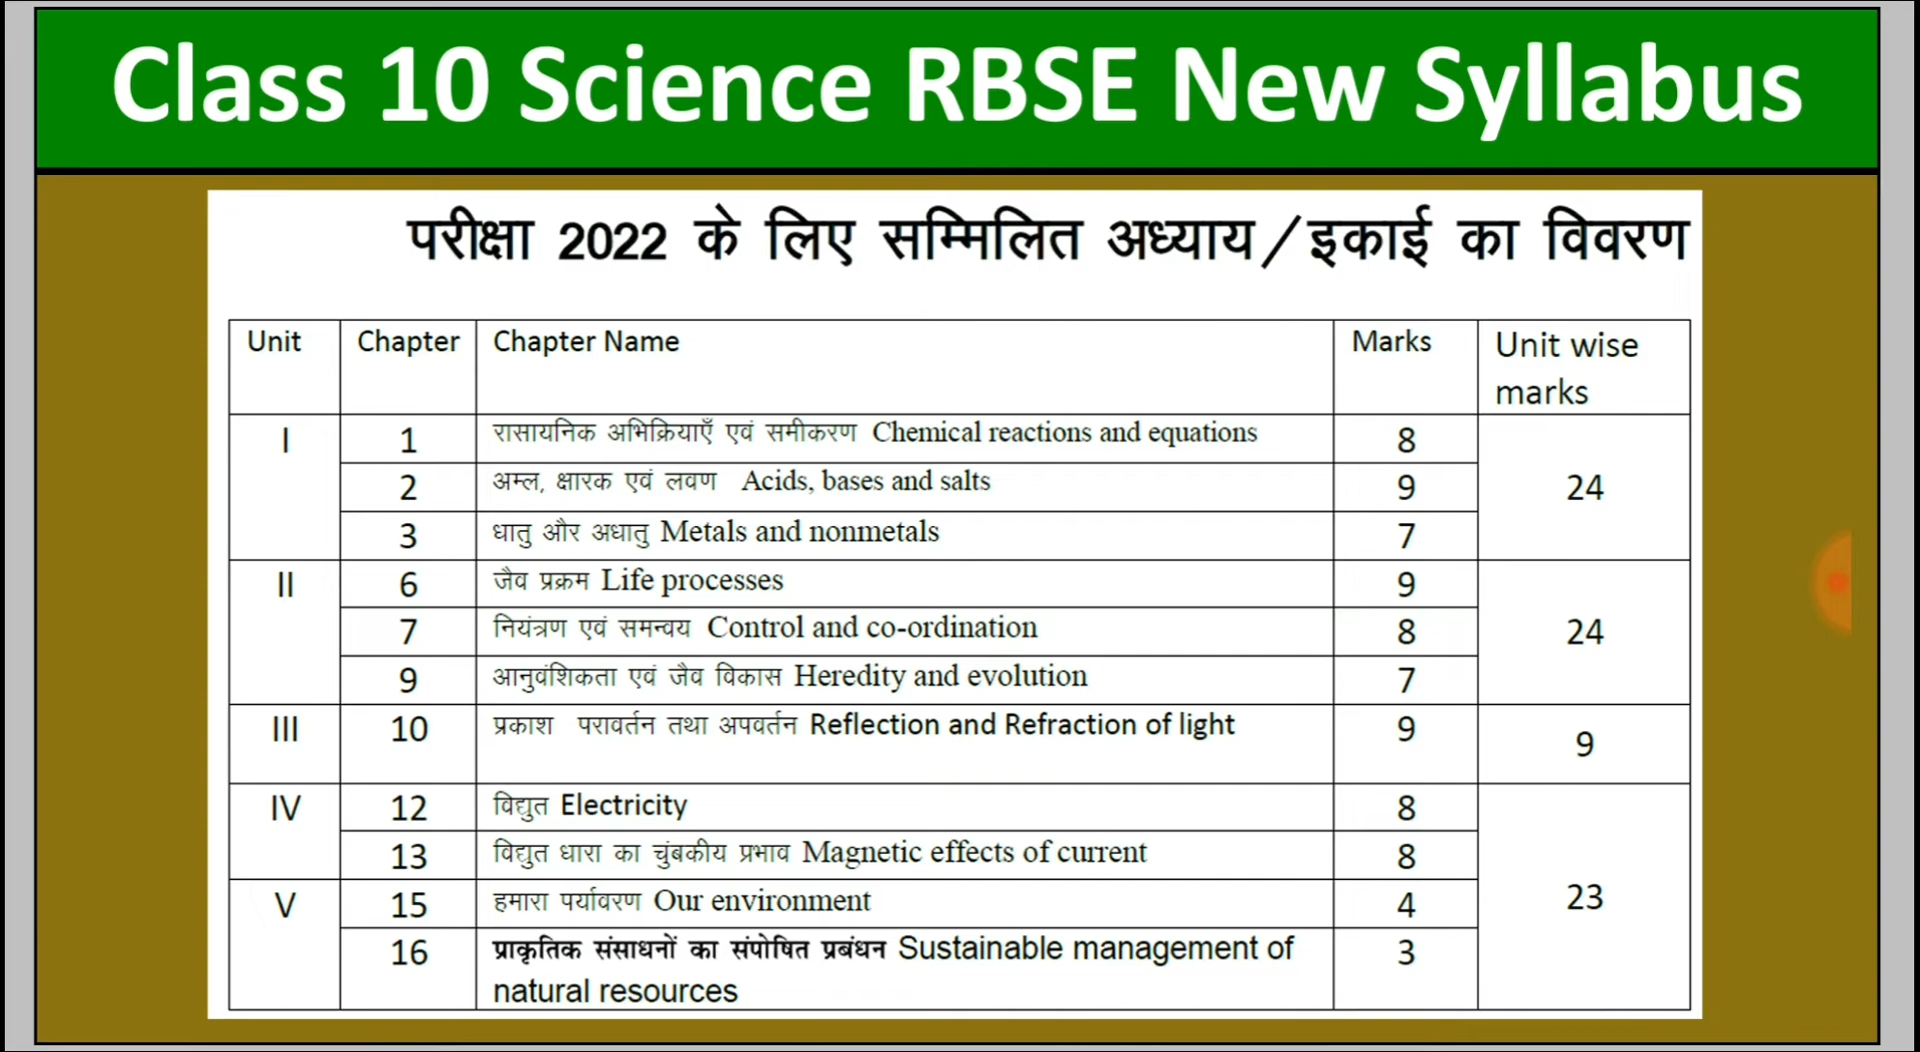 Class 10 Science RBSE New Syllabus
परीक्षा 2022 के लिए सम्मिलित अध्याय/इकाई का विवरण
Unit Chapter Chapter Name Marks Unit wise marks
I 1 रासायनिक अभिक्रियाएँ एवं समीकरण Chemical reactions and equations 8 24
2 अम्ल, क्षारक एवं लवण Acids, bases and salts 9
3 धातु और अधातु Metals and nonmetals 7
II 6 जैव प्रक्रम Life processes 9 24
7 नियंत्रण एवं समन्वय Control and co-ordination 8
9 आनुवंशिकता एवं जैव विकास Heredity and evolution 7
III 10 प्रकाश परावर्तन तथा अपवर्तन Reflection and Refraction of light 9 9
IV 12 विद्युत Electricity 8 23
13 विद्युत धारा का चुंबकीय प्रभाव Magnetic effects of current 8
V 15 हमारा पर्यावरण Our environment 4
16 प्राकृतिक संसाधनों का संपोषित प्रबंधन Sustainable management of 3
natural resources